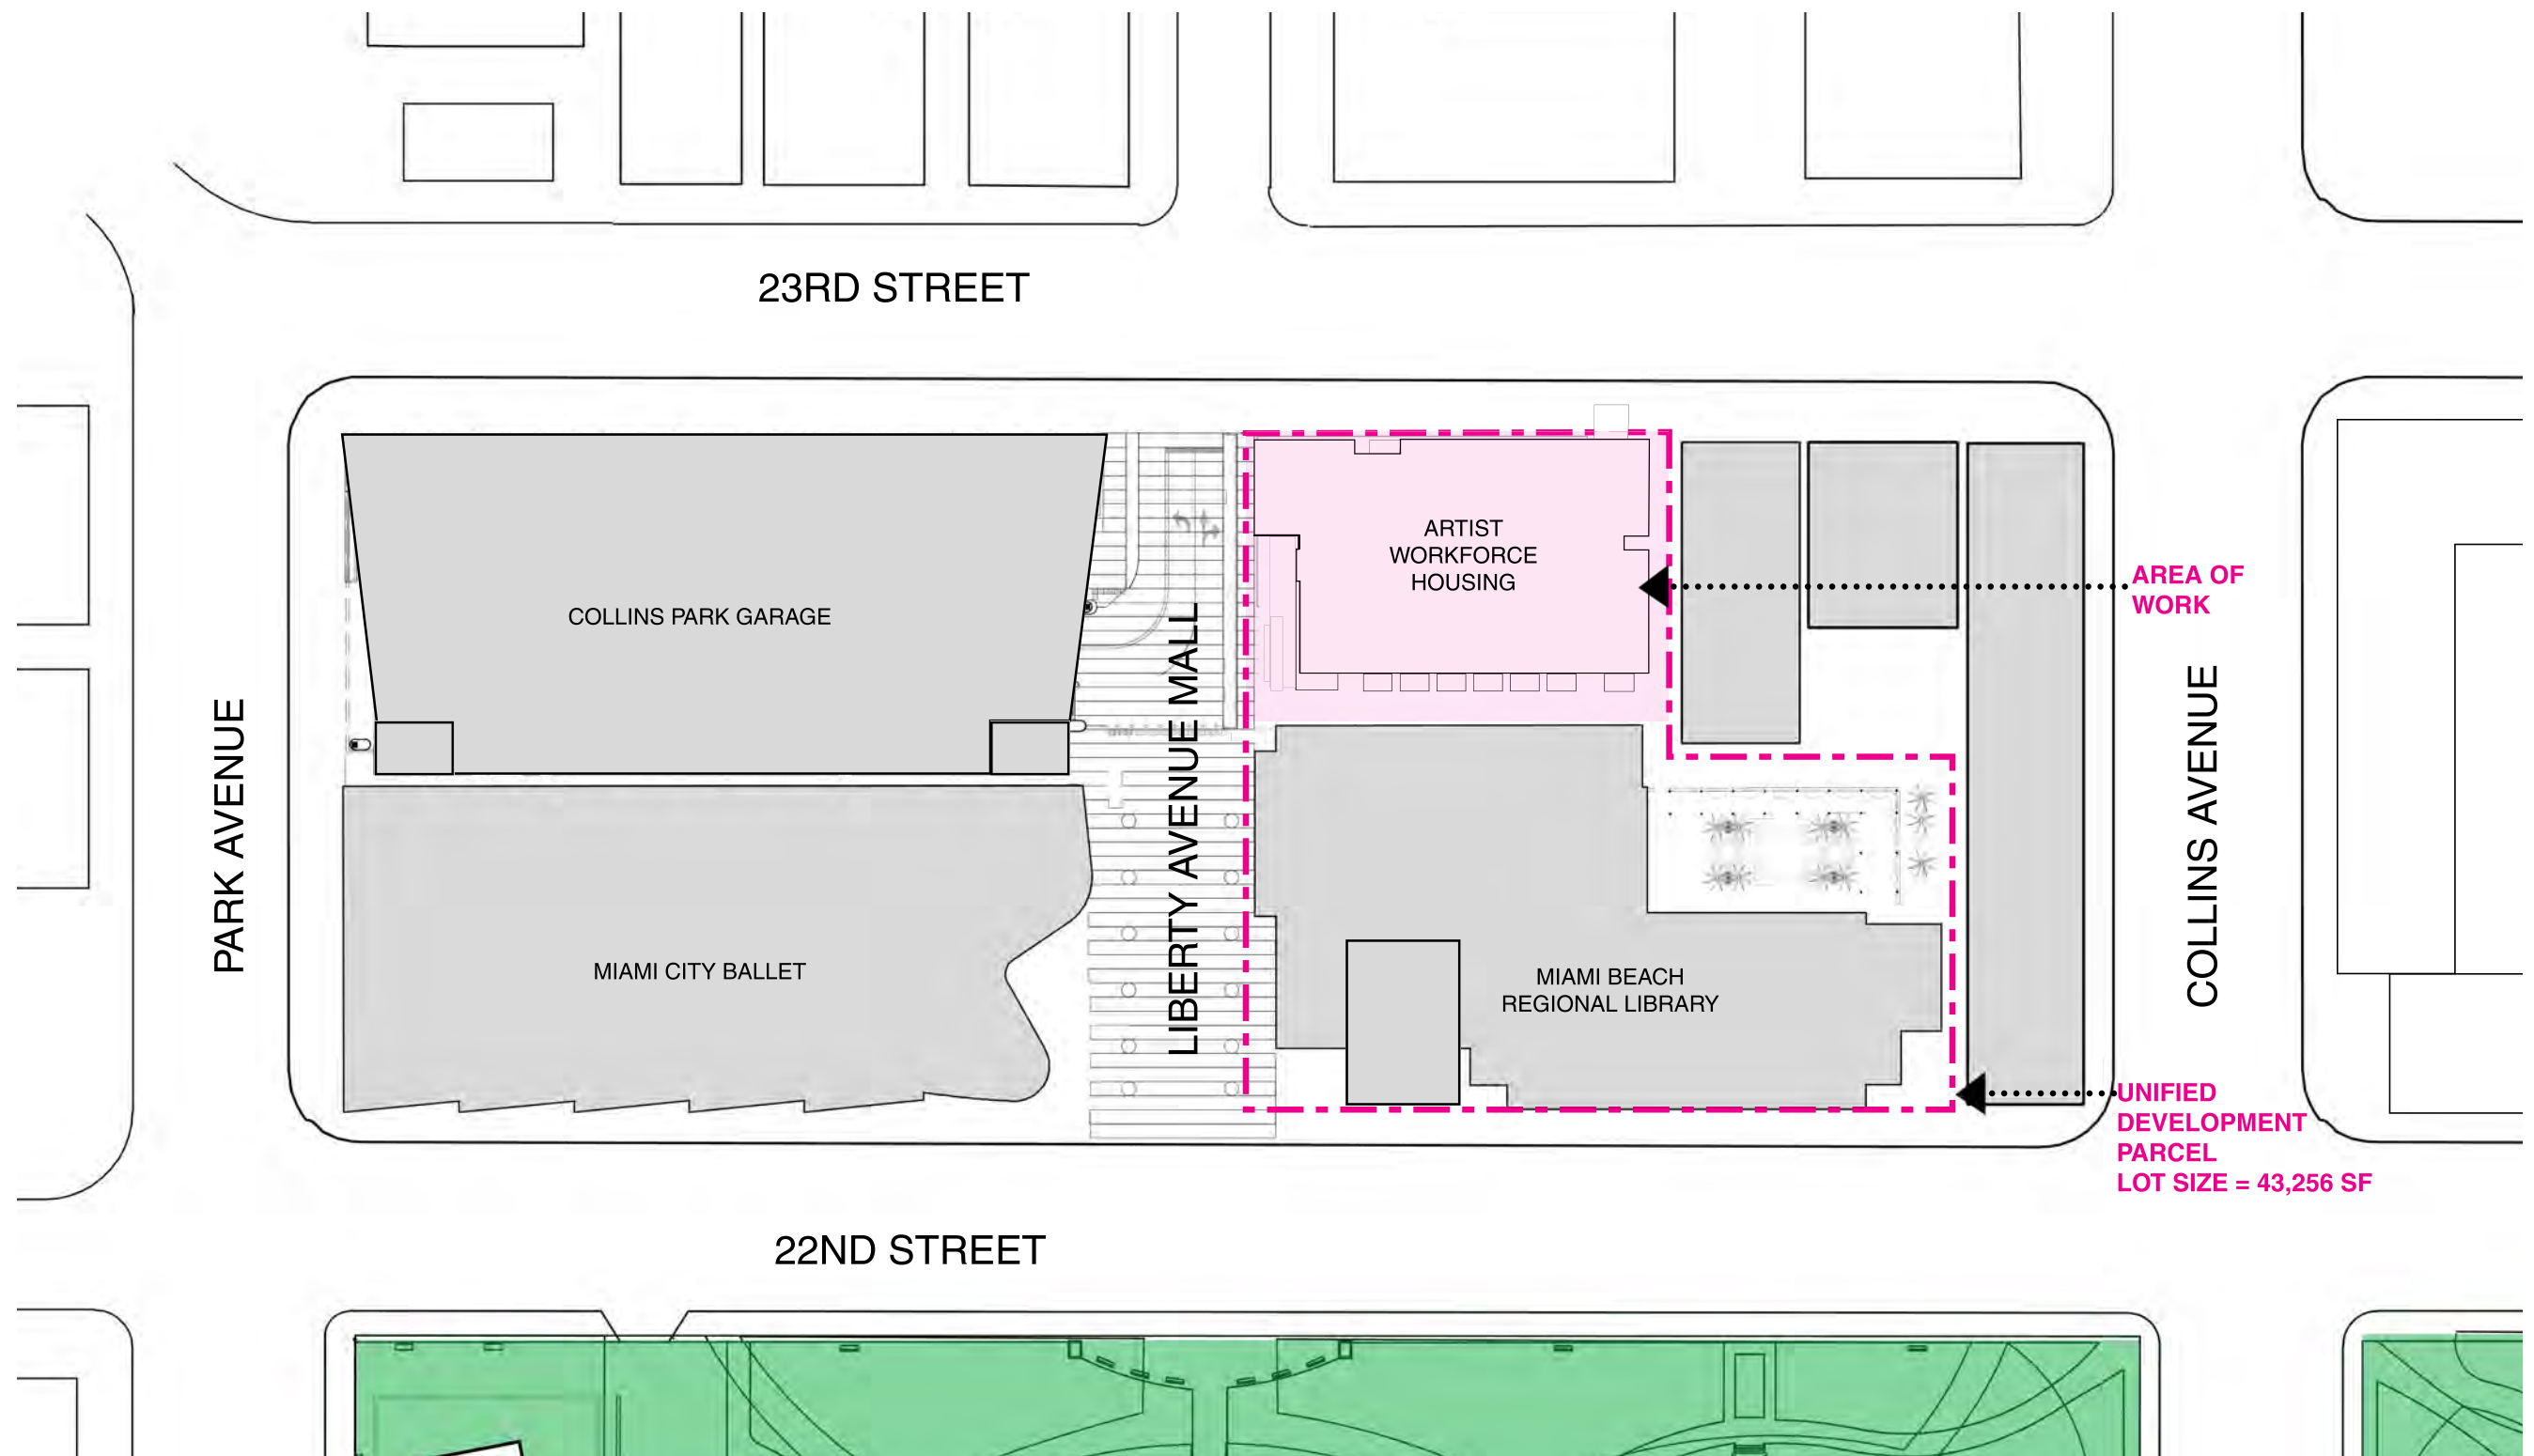 23RD STREET
ARTIST
WORKFORCE
HOUSING
AREA OF
WORK
COLLINS PARK GARAGE
PARK AVENUE
LIBERTY AVENUE MALL
COLLINS AVENUE
MIAMI CITY BALLET
MIAMI BEACH
REGIONAL LIBRARY
UNIFIED
DEVELOPMENT
PARCEL
LOT SIZE = 43,256 SF
22ND STREET